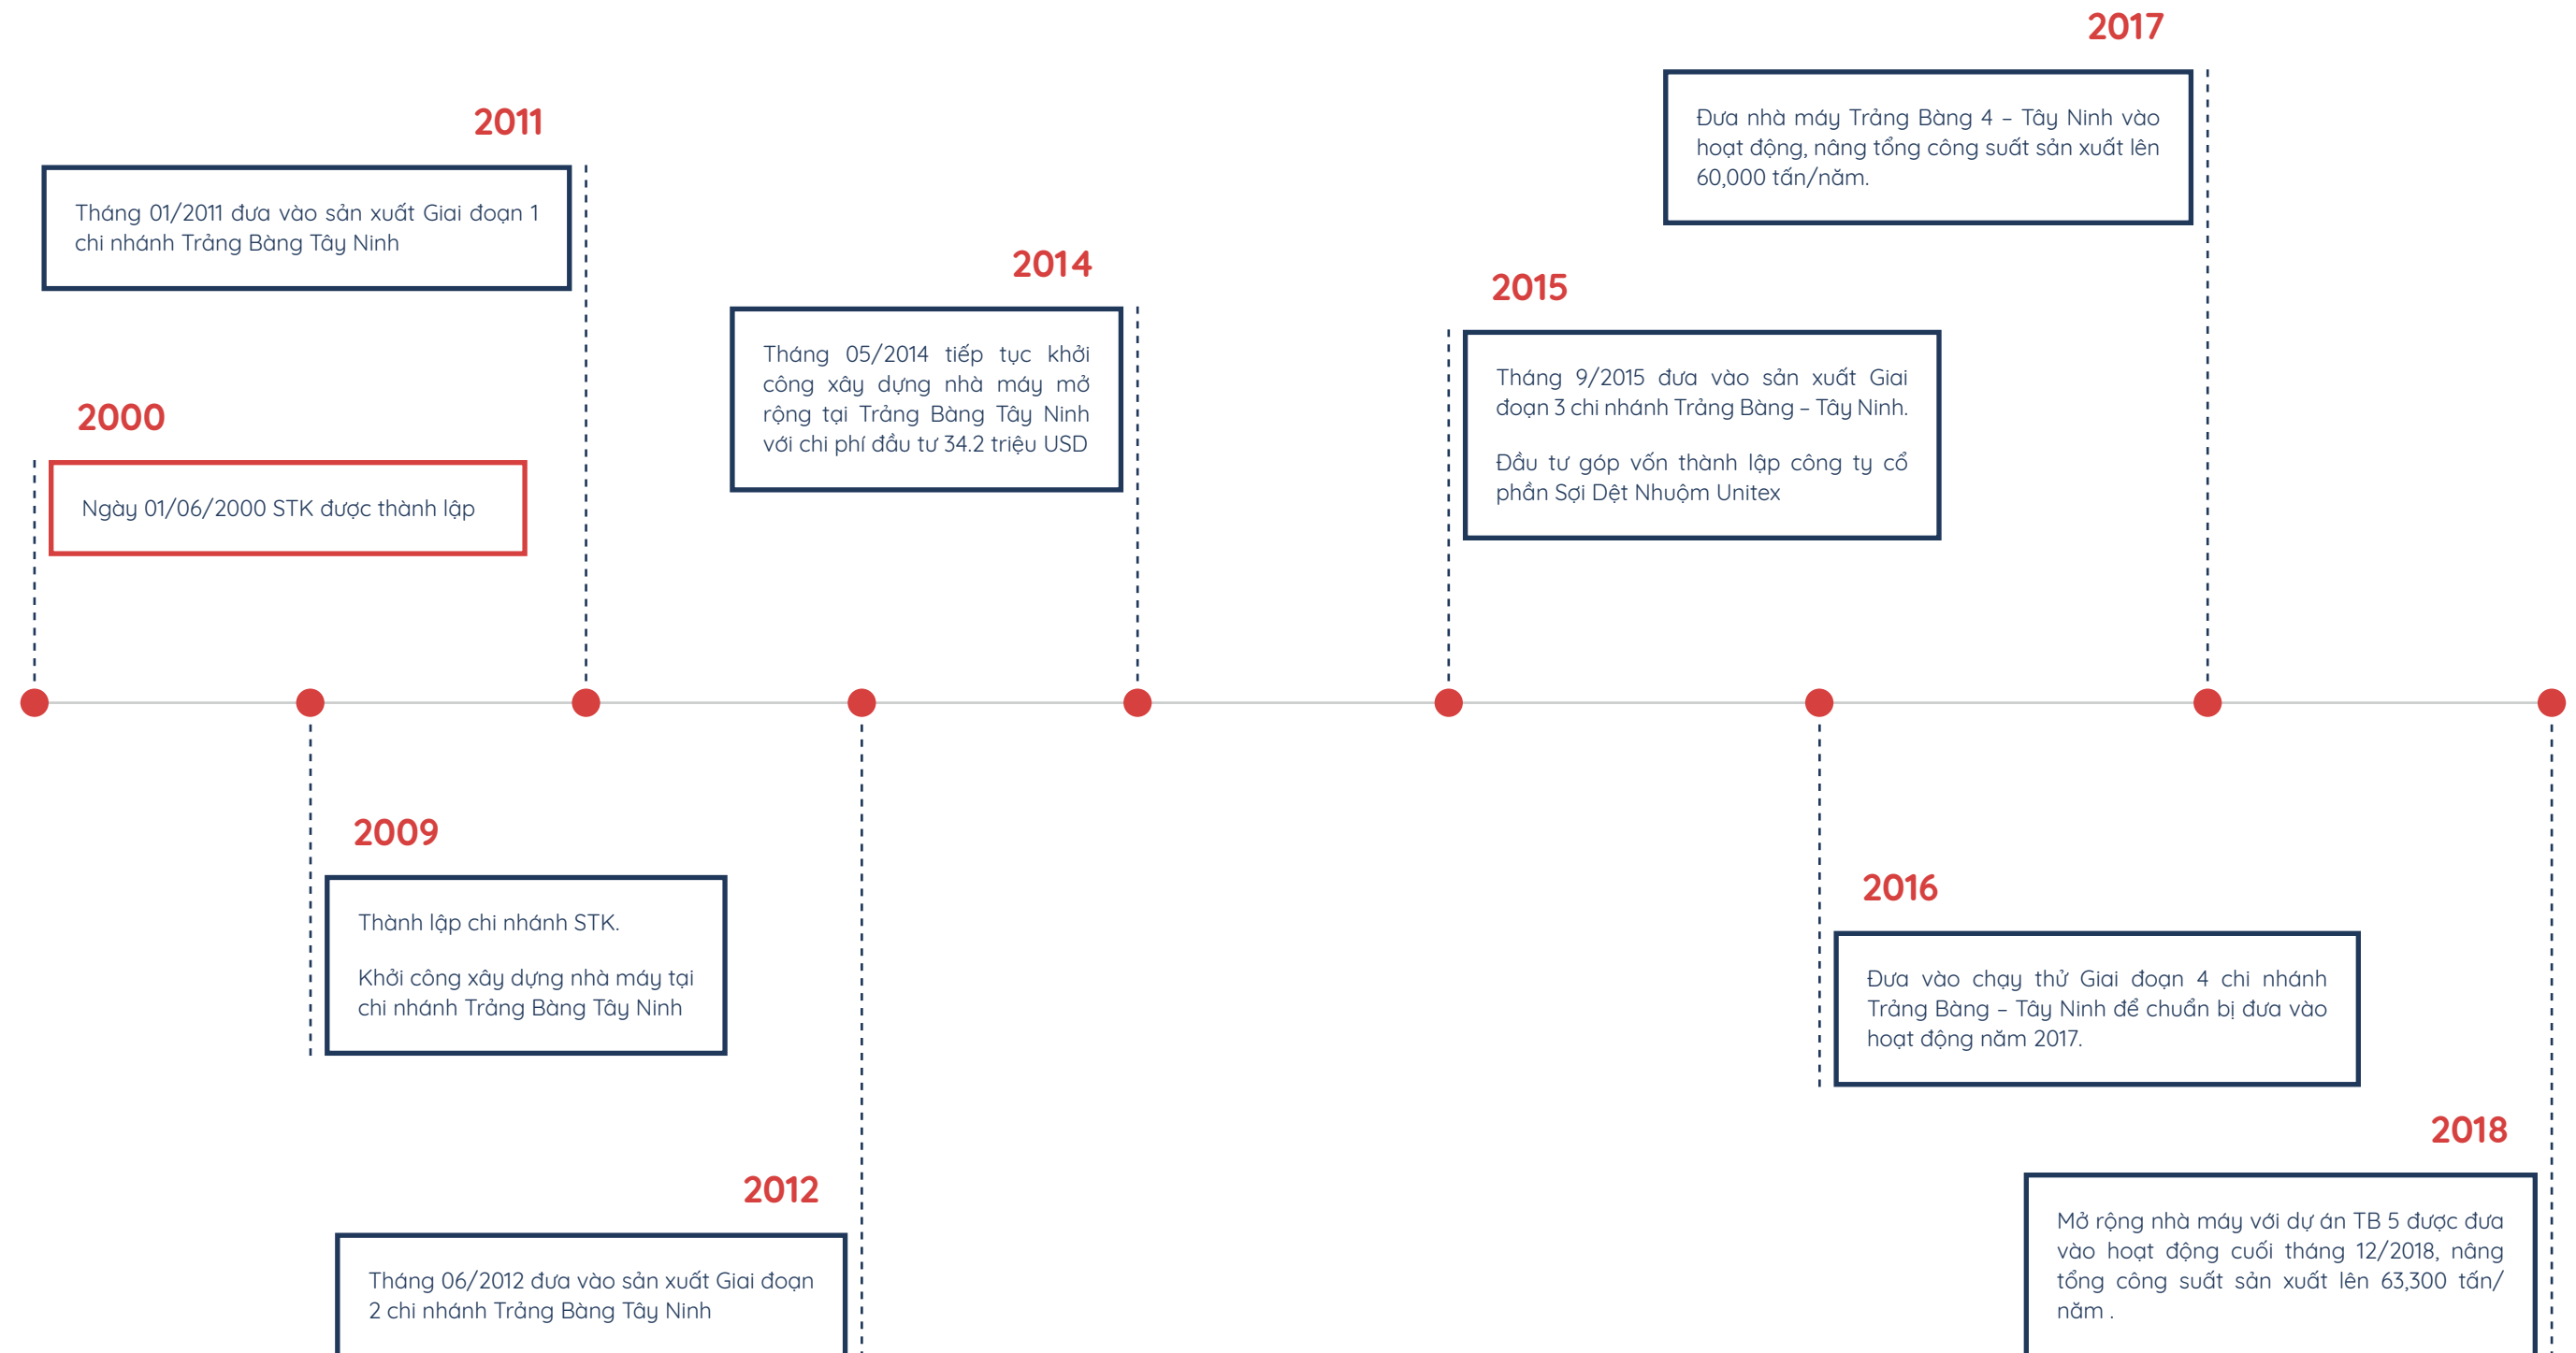 2017
Đưa nhà máy Trảng Bàng 4 – Tây Ninh vào
hoạt động, nâng tổng công suất sản xuất lên
60,000 tấn/năm.
2011
Tháng 01/2011 đưa vào sản xuất Giai đoạn 1
chi nhánh Trảng Bàng Tây Ninh
2014
Tháng 05/2014 tiếp tục khởi
công xây dựng nhà máy mở
rộng tại Trảng Bàng Tây Ninh
với chi phí đầu tư 34.2 triệu USD
2015
Tháng 9/2015 đưa vào sản xuất Giai
đoạn 3 chi nhánh Trảng Bàng – Tây Ninh.
Đầu tư góp vốn thành lập công ty cổ
phần Sợi Dệt Nhuộm Unitex
2000
Ngày 01/06/2000 STK được thành lập
2009
Thành lập chi nhánh STK.
Khởi công xây dựng nhà máy tại
chi nhánh Trảng Bàng Tây Ninh
2016
Đưa vào chạy thử Giai đoạn 4 chi nhánh
Trảng Bàng – Tây Ninh để chuẩn bị đưa vào
hoạt động năm 2017.
2012
Tháng 06/2012 đưa vào sản xuất Giai đoạn
2 chi nhánh Trảng Bàng Tây Ninh
2018
Mở rộng nhà máy với dự án TB 5 được đưa
vào hoạt động cuối tháng 12/2018, nâng
tổng công suất sản xuất lên 63,300 tấn/
năm .